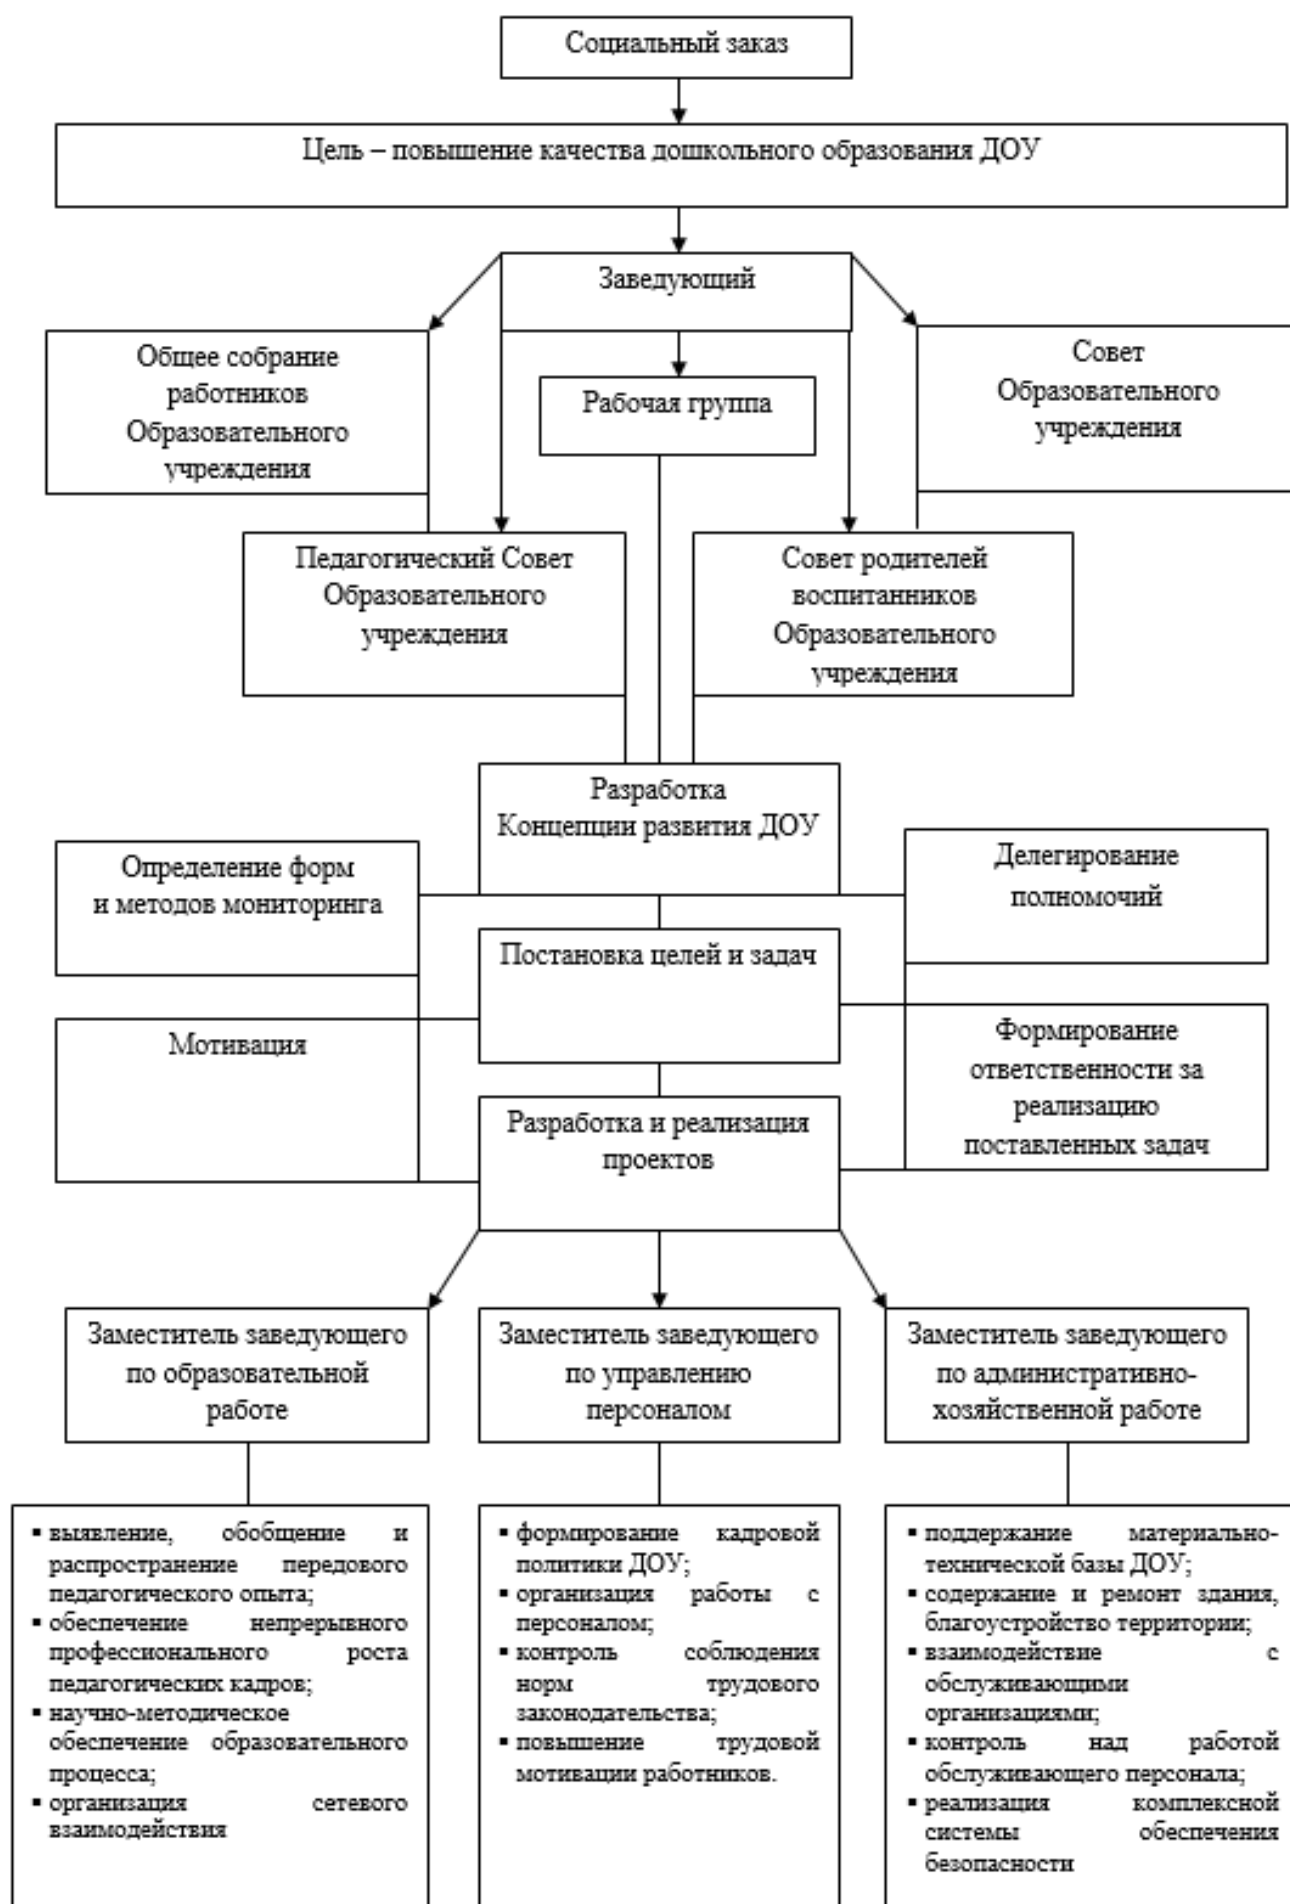 Социальный заказ
Цель – повышение качества дошкольного образования ДОУ
Заведующий
Общее собрание
работников
Образовательного
учреждения
Рабочая группа
Совет
Образовательного
учреждения
Педагогический Совет
Образовательного
учреждения
Совет родителей
воспитанников
Образовательного
учреждения
Разработка
Концепции развития ДОУ
Определение форм
и методов мониторинга
Делегирование
полномочий
Постановка целей и задач
Мотивация
Формирование
ответственности за
реализацию
поставленных задач
Разработка и реализация
проектов
Заместитель заведующего
по образовательной
работе
Заместитель заведующего
по управлению
персоналом
Заместитель заведующего
по административно-
хозяйственной работе
▪ выявление, обобщение и
распространение передового
педагогического опыта;
▪ обеспечение непрерывного
профессионального роста
педагогических кадров;
▪ научно-методическое
обеспечение образовательного
процесса;
▪ организация сетевого
взаимодействия
▪ формирование кадровой
политики ДОУ;
▪ организация работы с
персоналом;
▪ контроль соблюдения
норм трудового
законодательства;
▪ повышение трудовой
мотивации работников.
▪ поддержание материально-
технической базы ДОУ;
▪ содержание и ремонт здания,
благоустройство территории;
▪ взаимодействие с
обслуживающими
организациями;
▪ контроль над работой
обслуживающего персонала;
▪ реализация комплексной
системы обеспечения
безопасности